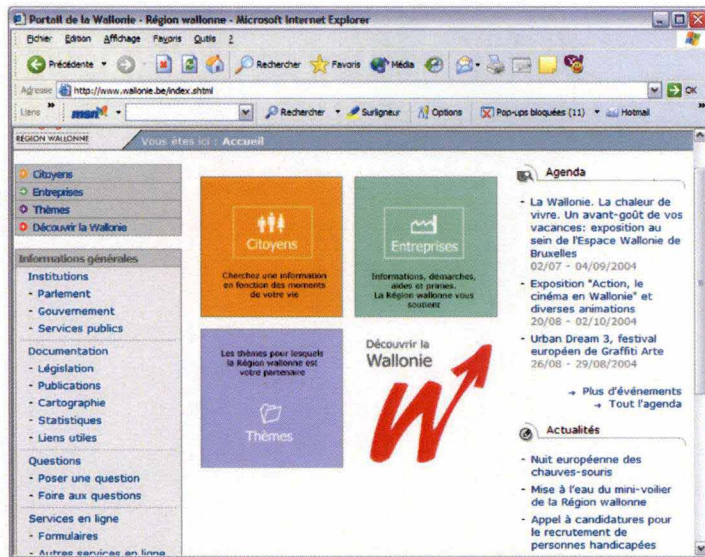 Portail de la Wallonie - Région wallonne - Microsoft Internet Explorer
Fichier Edition Affichage Favoris Outils ?
Précédente Rechercher Favoris Média
Adresse http://www.wallonie.be/index.shtml OK
Liens » msn Rechercher Surligneur Options Pop-ups bloquées (11) Hotmail »
REGION WALLONNE
Vous êtes ici : Accueil
Citoyens
Entreprises
Thèmes
Découvrir la Wallonie
Informations générales
Institutions
- Parlement
- Gouvernement
- Services publics
Documentation
- Législation
- Publications
- Cartographie
- Statistiques
- Liens utiles
Questions
- Poser une question
- Foire aux questions
Services en ligne
- Formulaires
- Autres services en ligne
Citoyens
Cherchez une information
en fonction des moments
de votre vie
Entreprises
Informations, démarches,
aides et primes.
La Région wallonne vous
soutient
Les thèmes pour lesquels
la Région wallonne est
votre partenaire
Thèmes
Découvrir la
Wallonie
Agenda
- La Wallonie. La chaleur de
vivre. Un avant-goût de vos
vacances: exposition au
sein de l'Espace Wallonie de
Bruxelles
02/07 - 04/09/2004
- Exposition "Action, le
cinéma en Wallonie" et
diverses animations
20/08 - 02/10/2004
- Urban Dream 3, festival
européen de Graffiti Arte
26/08 - 29/08/2004
→ Plus d'événements
→ Tout l'agenda
Actualités
- Nuit européenne des
chauves-souris
- Mise à l'eau du mini-voilier
de la Région wallonne
- Appel à candidatures pour
le recrutement de
personnes handicapées